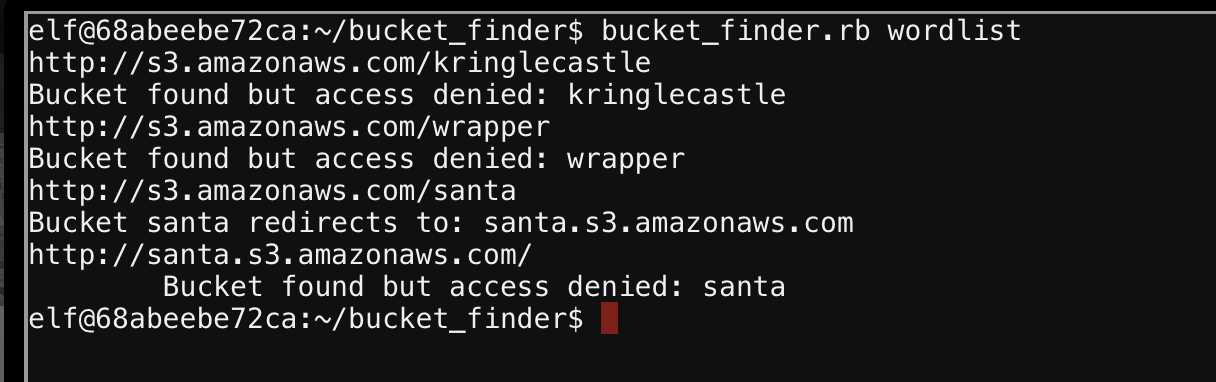 elf@68abeebe72ca:~/bucket_finder$ bucket_finder.rb wordlist
http://s3.amazonaws.com/kringlecastle
Bucket found but access denied: kringlecastle
http://s3.amazonaws.com/wrapper
Bucket found but access denied: wrapper
http://s3.amazonaws.com/santa
Bucket santa redirects to: santa.s3.amazonaws.com
http://santa.s3.amazonaws.com/
        Bucket found but access denied: santa
elf@68abeebe72ca:~/bucket_finder$